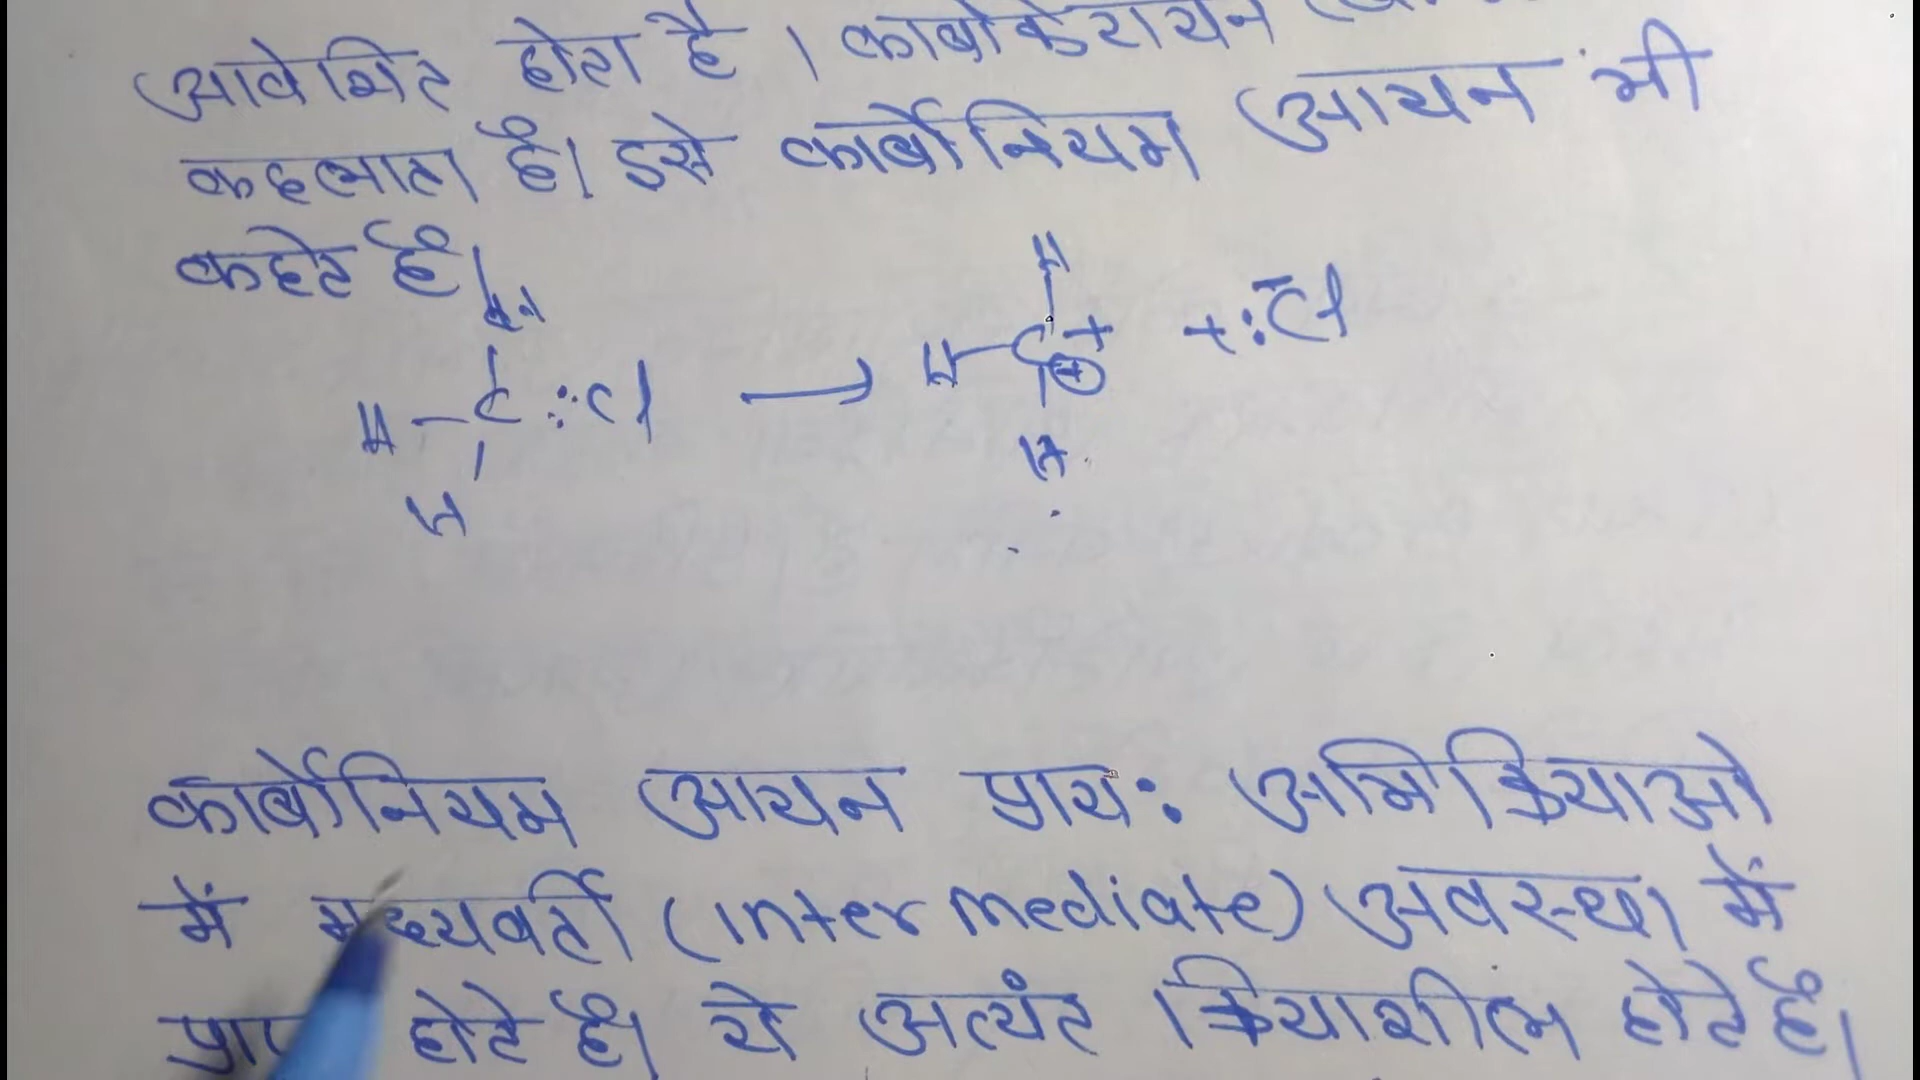 आवेशित होता है । कार्बोकेटायन
कहलाता है। इसे कार्बोनियम आयन भी
कहते है।
H
H
H - C : Cl → H - C + + : Cl
H
H
कार्बोनियम आयन प्रायः अभिक्रियाओ
में मध्यवर्ती (Intermediate) अवस्था में
होते है। ये अत्यंत क्रियाशील होते है।